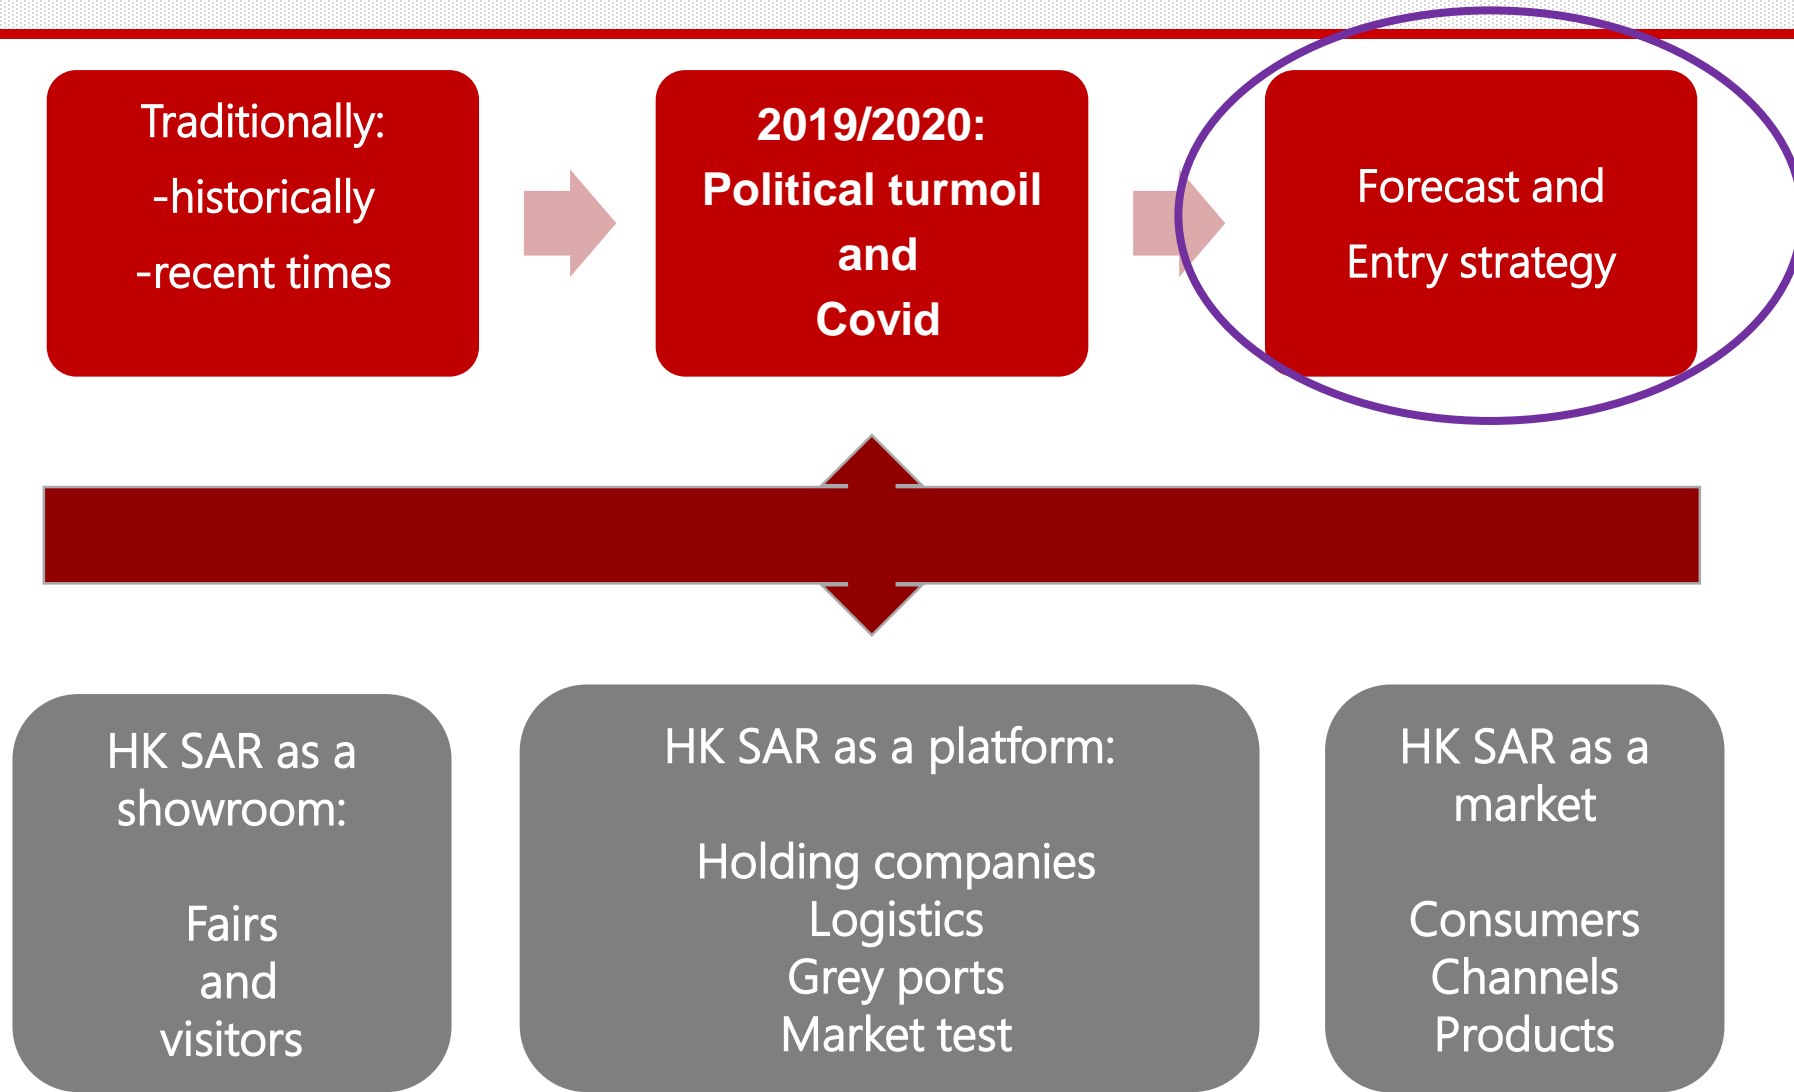 Traditionally:
-historically
-recent times
2019/2020:
Political turmoil
and
Covid
Forecast and
Entry strategy
HK SAR as a
showroom:
Fairs
and
visitors
HK SAR as a platform:
Holding companies
Logistics
Grey ports
Market test
HK SAR as a
market
Consumers
Channels
Products